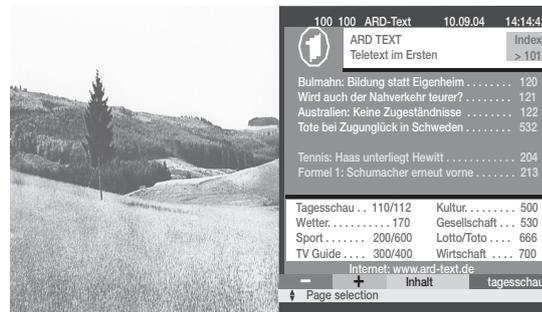 100 100 ARD-Text 10.09.04 14:14:4
ARD TEXT Index
Teletext im Ersten > 101
Bulmahn: Bildung statt Eigenheim . . . . . . . . 120
Wird auch der Nahverkehr teurer? . . . . . . . . 121
Australien: Keine Zugeständnisse . . . . . . . . 122
Tote bei Zugunglück in Schweden . . . . . . . . 532
Tennis: Haas unterliegt Hewitt . . . . . . . . . . . . 204
Formel 1: Schumacher erneut vorne . . . . . . . 213
Tagesschau . . 110/112 Kultur. . . . . . . . 500
Wetter. . . . . . . . . . 170 Gesellschaft . . . 530
Sport . . . . . . . 200/600 Lotto/Toto . . . . 666
TV Guide . . . . 300/400 Wirtschaft . . . . 700
Internet: www.ard-text.de
– + Inhalt tagesschau
Page selection